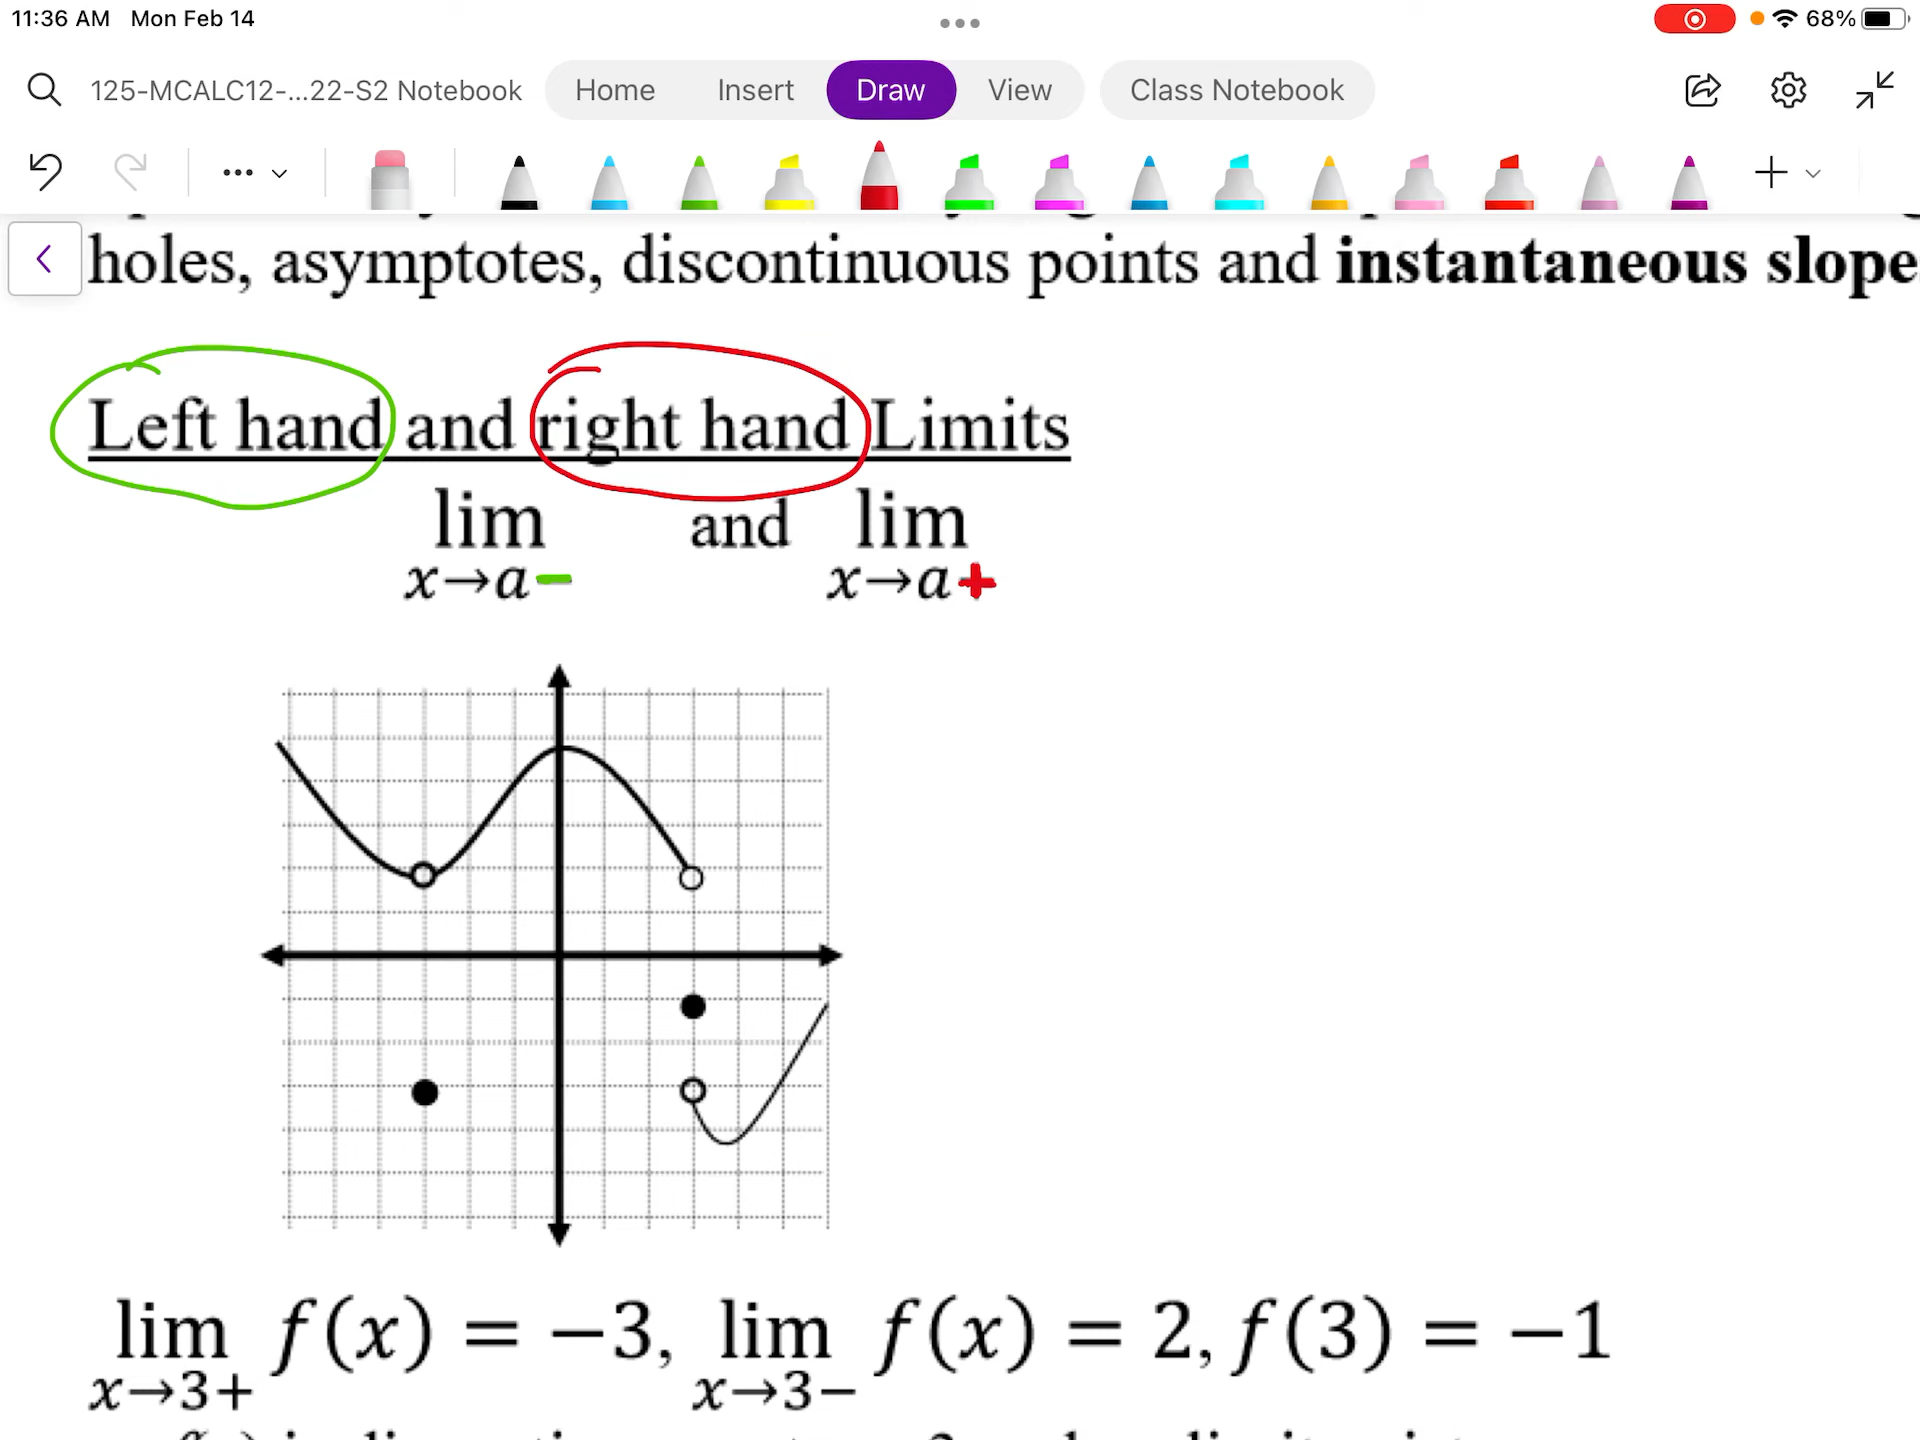 11:36 AM Mon Feb 14
68%
125-MCALC12-...22-S2 Notebook Home Insert Draw View Class Notebook
holes, asymptotes, discontinuous points and instantaneous slope
Left hand and right hand Limits
lim and lim
x→a- x→a+
lim f(x) = −3, lim f(x) = 2, f(3) = −1
x→3+ x→3−